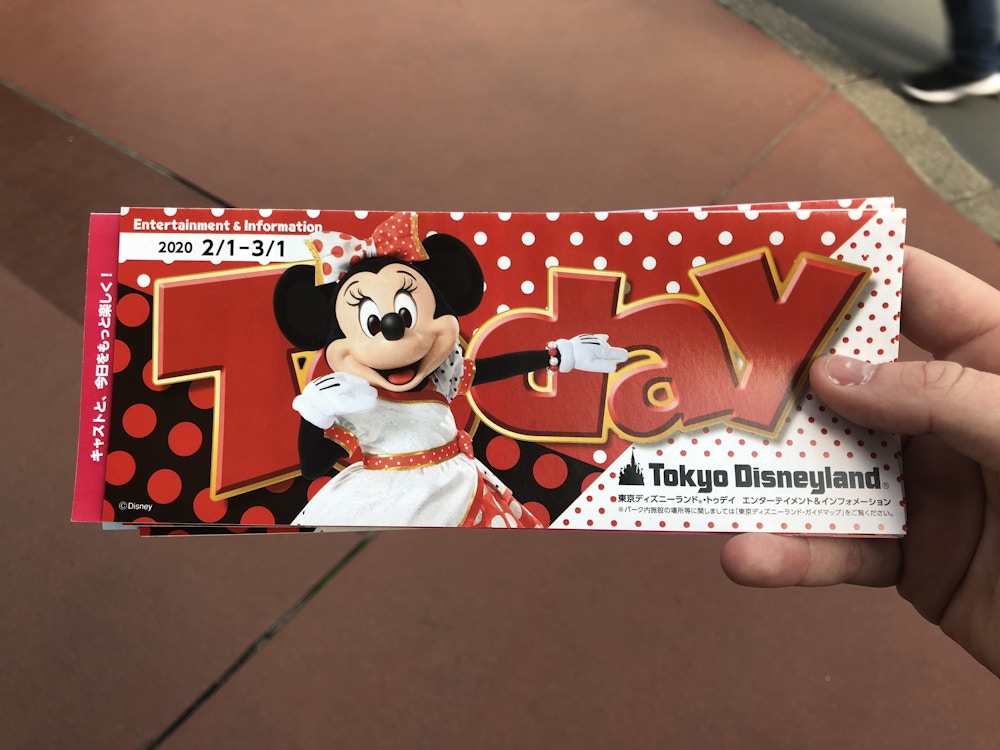 Entertainment & Information
2020 2/1-3/1
Today
キャストと、今日をもっと楽しく!
©Disney
Tokyo Disneyland®
東京ディズニーランド®・トゥデイ エンターテイメント&インフォメーション
※パーク内施設の場所等に関しましては「東京ディズニーランド・ガイドマップ」をご覧ください。